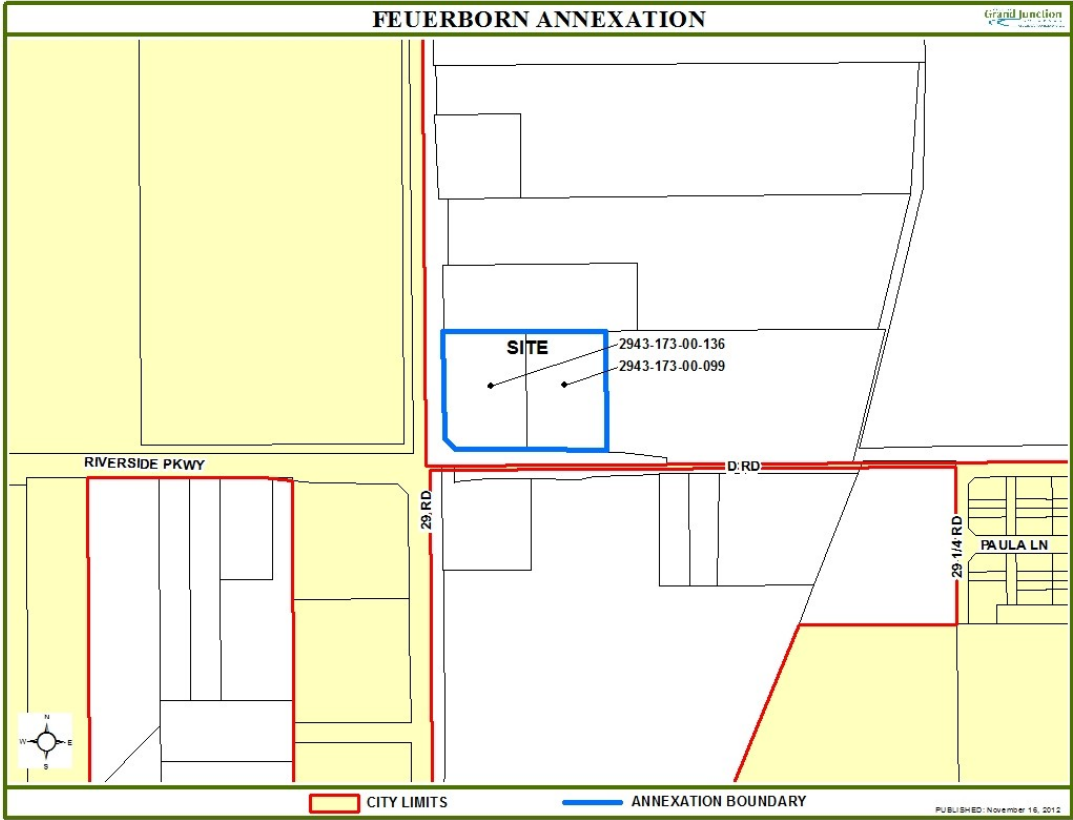 FEUERBORN ANNEXATION
Grand Junction
SITE
2943-173-00-136
2943-173-00-099
RIVERSIDE PKWY
D RD
29 RD
29 1/4 RD
PAULA LN
N
W E
S
CITY LIMITS
ANNEXATION BOUNDARY
PUBLISHED: November 16, 2012